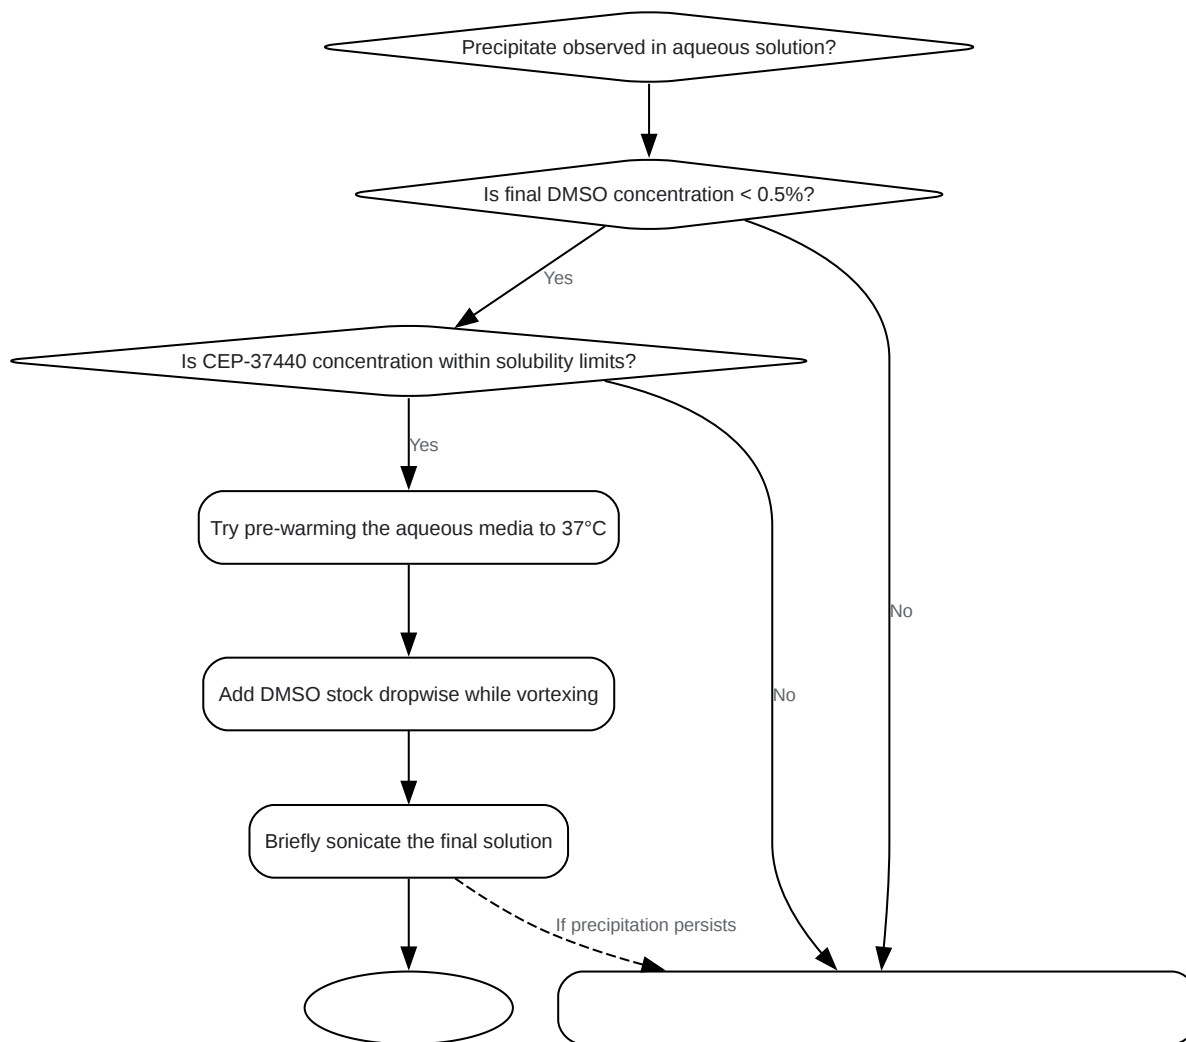 Precipitate observed in aqueous solution?
Is final DMSO concentration < 0.5%?
Yes
Is CEP-37440 concentration within solubility limits?
Yes
Try pre-warming the aqueous media to 37°C
No
Add DMSO stock dropwise while vortexing
No
Briefly sonicate the final solution
If precipitation persists